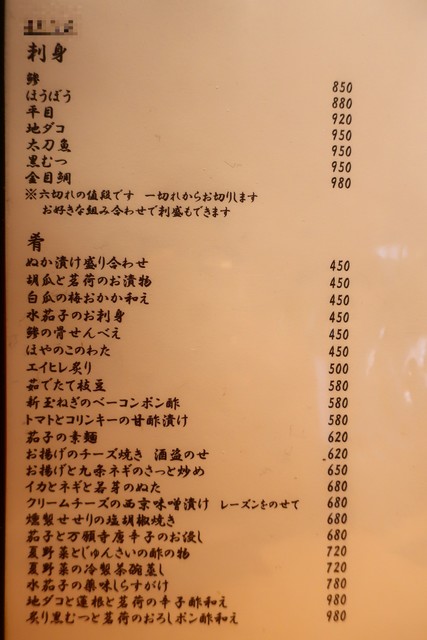 刺身
鯵 850
ほうぼう 880
平目 920
地ダコ 950
太刀魚 950
黒むつ 950
金目鯛 980
※六切れの値段です 一切れからお切りします
お好きな組み合わせで刺盛もできます
肴
ぬか漬け盛り合わせ 450
胡瓜と茗荷のお漬物 450
白瓜の梅おかか和え 450
水茄子のお刺身 450
鯵の骨せんべえ 450
ほやのこのわた 450
エイヒレ炙り 500
茹でたて枝豆 580
新玉ねぎのベーコンポン酢 580
トマトとコリンキーの甘酢漬け 580
茄子の素麺 620
お揚げのチーズ焼き 酒盗のせ 620
お揚げと九条ネギのさっと炒め 650
イカとネギと若芽のぬた 680
クリームチーズの西京味噌漬け レーズンをのせて 680
燻製せせりの塩胡椒焼き 680
茄子と万願寺唐辛子のお浸し 680
夏野菜とじゅんさいの酢の物 720
夏野菜の冷製茶碗蒸し 720
水茄子の薬味しらすがけ 780
地ダコと蓮根と茗荷の辛子酢和え 980
炙り黒むつと茗荷のおろしポン酢和え 980